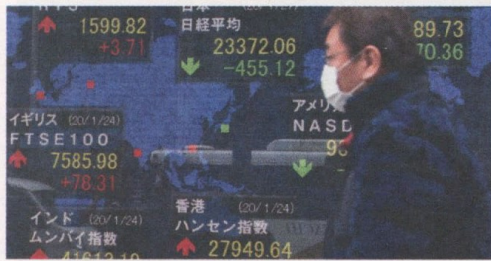 RTS
1599.82
+3.71
日本
日経平均
23372.06
-455.12
89.73
70.36
イギリス (20/1/24)
FTSE100
7585.98
+78.31
アメリ
NASD
インド (20/1/24)
ムンバイ指数
香港 (20/1/24)
ハンセン指数
27949.64